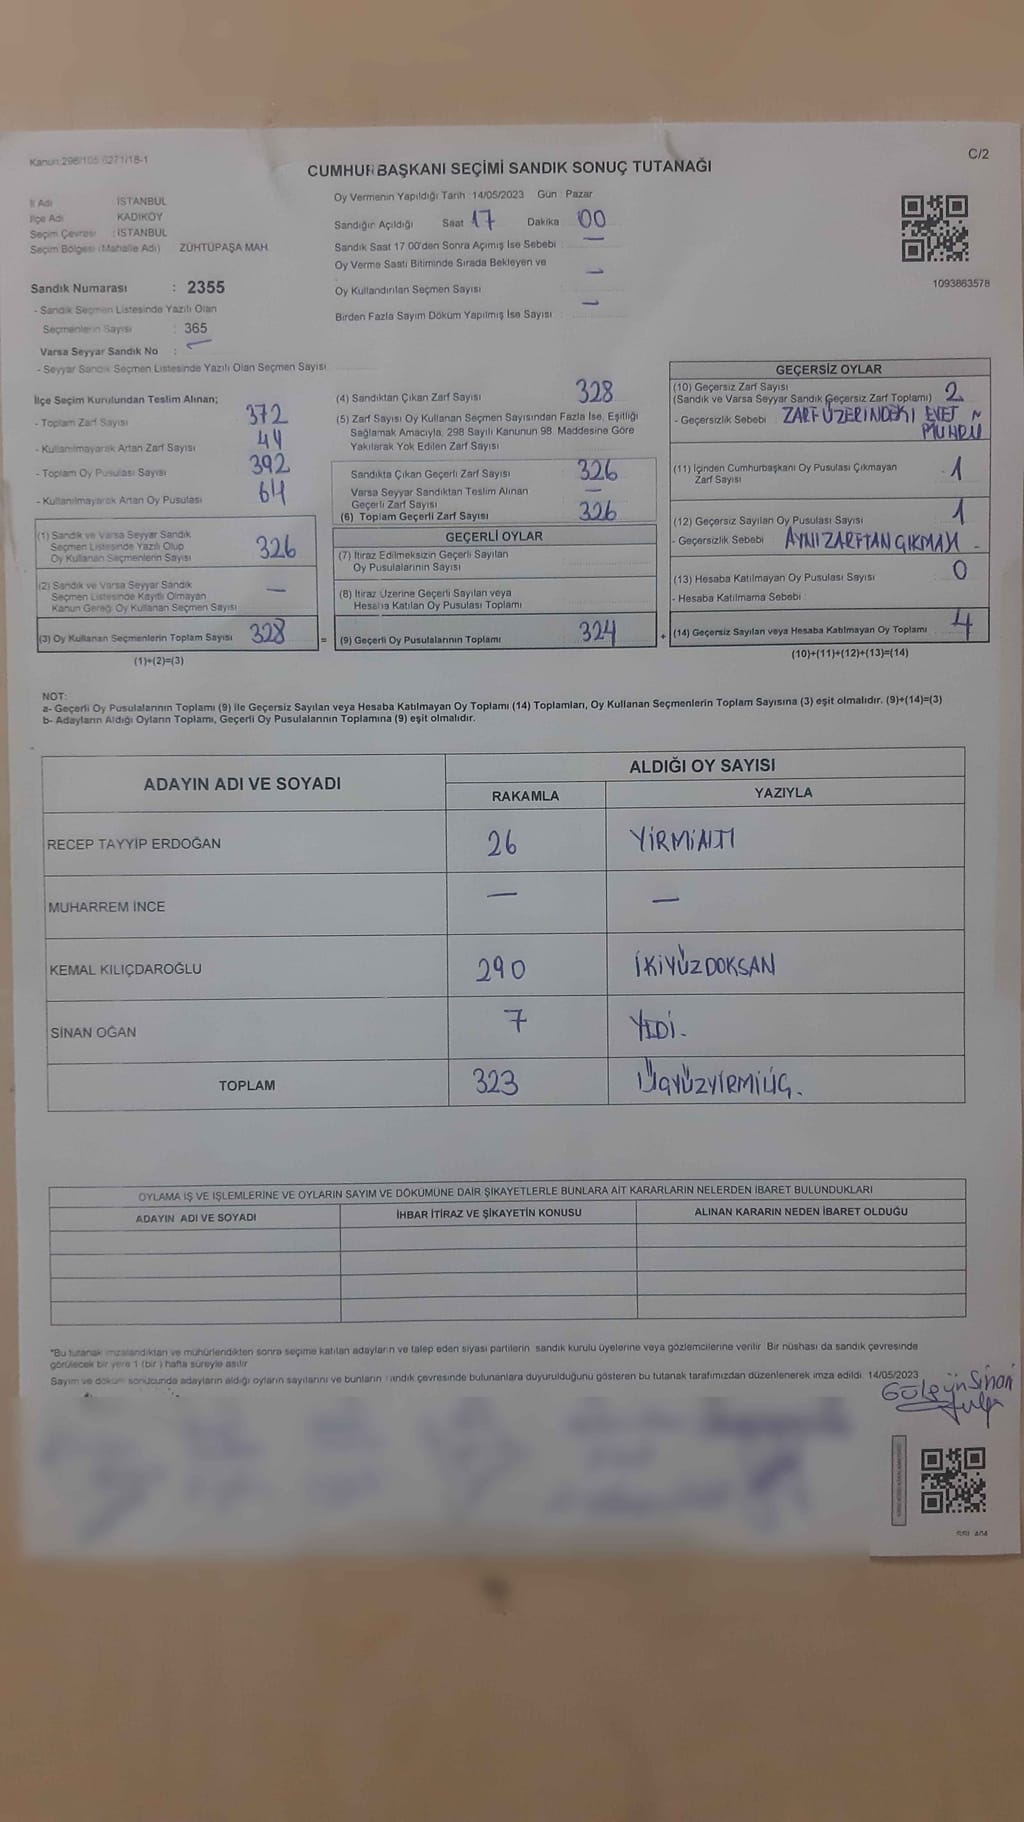 Kanun:298/105 6271/18-1
C/2
CUMHURBAŞKANI SEÇİMİ SANDIK SONUÇ TUTANAĞI
İl Adı İSTANBUL
İlçe Adı KADIKÖY
Seçim Çevresi : İSTANBUL
Seçim Bölgesi (Mahalle Adı) ZÜHTÜPAŞA MAH.
Sandık Numarası : 2355
- Sandık Seçmen Listesinde Yazılı Olan
Seçmenlerin Sayısı : 365
Varsa Seyyar Sandık No : —
- Seyyar Sandık Seçmen Listesinde Yazılı Olan Seçmen Sayısı
Oy Vermenin Yapıldığı Tarih : 14/05/2023 Gün : Pazar
Sandığın Açıldığı Saat 17 Dakika 00
Sandık Saat 17 00'den Sonra Açımış İse Sebebi : —
Oy Verme Saati Bitiminde Sırada Bekleyen ve
Oy Kullandırılan Seçmen Sayısı —
Birden Fazla Sayım Döküm Yapılmış İse Sayısı —
1093863578
İlçe Seçim Kurulundan Teslim Alınan;
- Toplam Zarf Sayısı 372
- Kullanılmayarak Artan Zarf Sayısı 44
- Toplam Oy Pusulası Sayısı 392
- Kullanılmayarak Artan Oy Pusulası 64
(1) Sandık ve Varsa Seyyar Sandık
Seçmen Listesinde Yazılı Olup
Oy Kullanan Seçmenlerin Sayısı 326
(2) Sandık ve Varsa Seyyar Sandık
Seçmen Listesinde Kayıtlı Olmayan
Kanun Gereği Oy Kullanan Seçmen Sayısı —
(3) Oy Kullanan Seçmenlerin Toplam Sayısı 328
(1)+(2)=(3)
(4) Sandıktan Çıkan Zarf Sayısı 328
(5) Zarf Sayısı Oy Kullanan Seçmen Sayısından Fazla İse, Eşitliği
Sağlamak Amacıyla, 298 Sayılı Kanunun 98. Maddesine Göre
Yakılarak Yok Edilen Zarf Sayısı
Sandıkta Çıkan Geçerli Zarf Sayısı 326
Varsa Seyyar Sandıktan Teslim Alınan
Geçerli Zarf Sayısı —
(6) Toplam Geçerli Zarf Sayısı 326
GEÇERLİ OYLAR
(7) İtiraz Edilmeksizin Geçerli Sayılan
Oy Pusulalarının Sayısı
(8) İtiraz Üzerine Geçerli Sayılan veya
Hesaba Katılan Oy Pusulası Toplamı
= (9) Geçerli Oy Pusulalarının Toplamı 324
GEÇERSİZ OYLAR
(10) Geçersiz Zarf Sayısı
(Sandık ve Varsa Seyyar Sandık Geçersiz Zarf Toplamı) 2
- Geçersizlik Sebebi ZARF ÜZERİNDEKİ EVET
MÜHRÜ
(11) İçinden Cumhurbaşkanı Oy Pusulası Çıkmayan
Zarf Sayısı 1
(12) Geçersiz Sayılan Oy Pusulası Sayısı 1
- Geçersizlik Sebebi AYNI ZARFTAN ÇIKMAM
(13) Hesaba Katılmayan Oy Pusulası Sayısı 0
- Hesaba Katılmama Sebebi
+ (14) Geçersiz Sayılan veya Hesaba Katılmayan Oy Toplamı 4
(10)+(11)+(12)+(13)=(14)
NOT:
a- Geçerli Oy Pusulalarının Toplamı (9) ile Geçersiz Sayılan veya Hesaba Katılmayan Oy Toplamı (14) Toplamları, Oy Kullanan Seçmenlerin Toplam Sayısına (3) eşit olmalıdır. (9)+(14)=(3)
b- Adayların Aldığı Oyların Toplamı, Geçerli Oy Pusulalarının Toplamına (9) eşit olmalıdır.
ADAYIN ADI VE SOYADI ALDIĞI OY SAYISI
RAKAMLA YAZIYLA
RECEP TAYYİP ERDOĞAN 26 YİRMİALTI
MUHARREM İNCE — —
KEMAL KILIÇDAROĞLU 290 İKİYÜZDOKSAN
SİNAN OĞAN 7 YEDİ.
TOPLAM 323 ÜÇYÜZYİRMİÜÇ.
OYLAMA İŞ VE İŞLEMLERİNE VE OYLARIN SAYIM VE DÖKÜMÜNE DAİR ŞİKAYETLERLE BUNLARA AİT KARARLARIN NELERDEN İBARET BULUNDUKLARI
ADAYIN ADI VE SOYADI İHBAR İTİRAZ VE ŞİKAYETİN KONUSU ALINAN KARARIN NEDEN İBARET OLDUĞU
*Bu tutanak imzalandıktan ve mühürlendikten sonra seçime katılan adayların ve talep eden siyasi partilerin sandık kurulu üyelerine veya gözlemcilerine verilir. Bir nüshası da sandık çevresinde
görülecek bir yere 1 (bir) hafta süreyle asılır
Sayım ve döküm sonucunda adayların aldığı oyların sayılarını ve bunların sandık çevresinde bulunanlara duyurulduğunu gösteren bu tutanak tarafımızdan düzenlenerek imza edildi. 14/05/2023